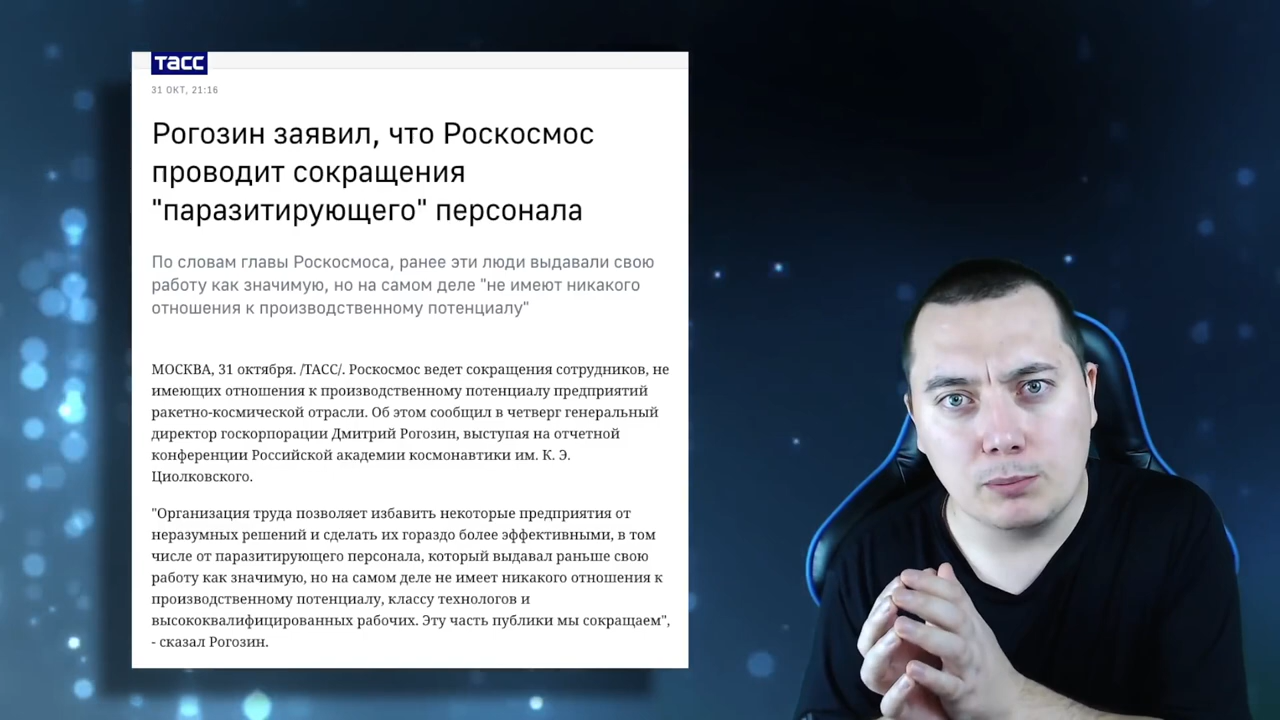 ТАСС
31 ОКТ, 21:16
Рогозин заявил, что Роскосмос
проводит сокращения
"паразитирующего" персонала
По словам главы Роскосмоса, ранее эти люди выдавали свою
работу как значимую, но на самом деле "не имеют никакого
отношения к производственному потенциалу"
МОСКВА, 31 октября. /ТАСС/. Роскосмос ведет сокращения сотрудников, не
имеющих отношения к производственному потенциалу предприятий
ракетно-космической отрасли. Об этом сообщил в четверг генеральный
директор госкорпорации Дмитрий Рогозин, выступая на отчетной
конференции Российской академии космонавтики им. К. Э.
Циолковского.
"Организация труда позволяет избавить некоторые предприятия от
неразумных решений и сделать их гораздо более эффективными, в том
числе от паразитирующего персонала, который выдавал раньше свою
работу как значимую, но на самом деле не имеет никакого отношения к
производственному потенциалу, классу технологов и
высококвалифицированных рабочих. Эту часть публики мы сокращаем",
- сказал Рогозин.